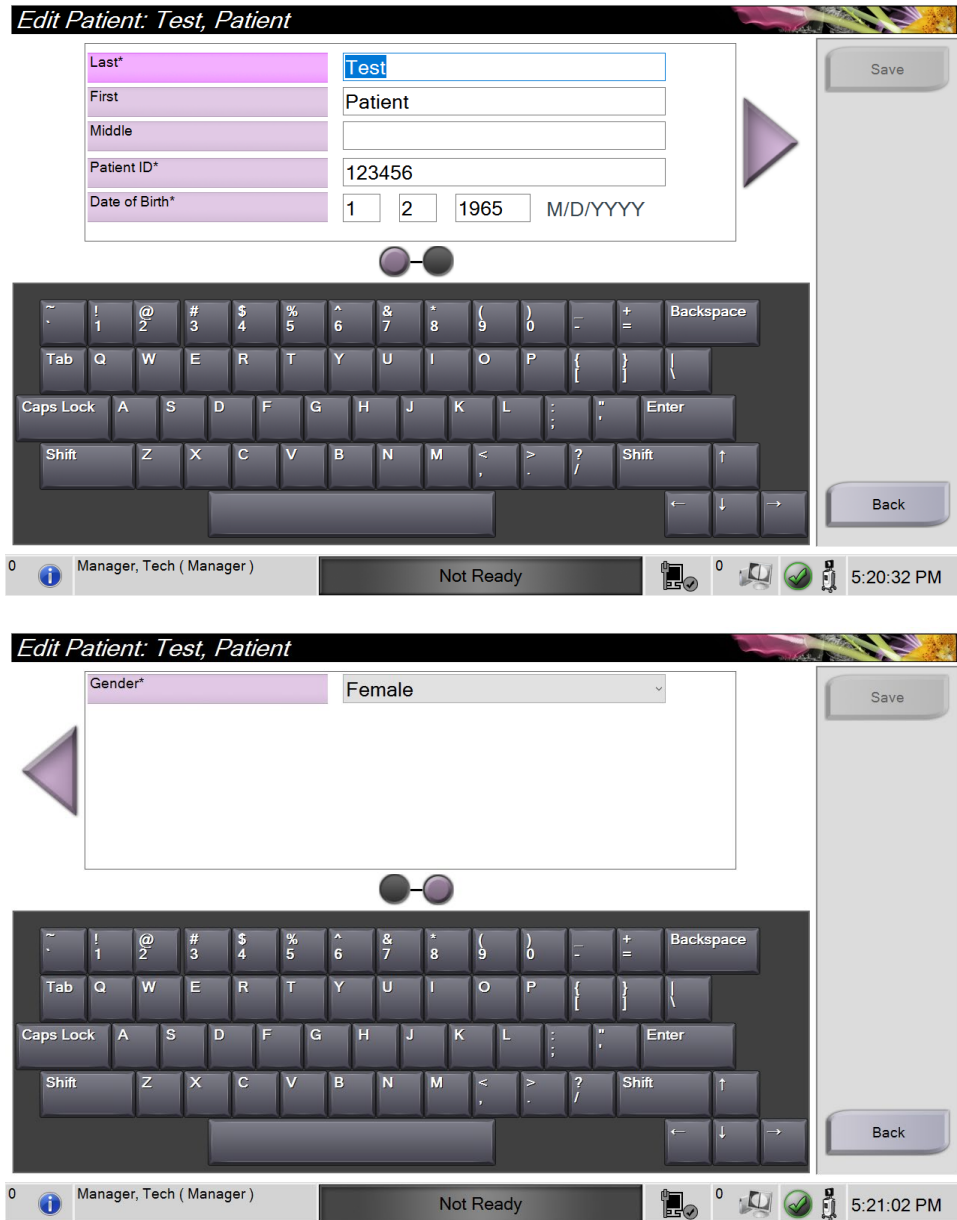 Edit Patient: Test, Patient
Last* Test
First Patient
Middle
Patient ID* 123456
Date of Birth* 1 2 1965 M/D/YYYY
Save
~ ! @ # $ % ^ & * ( ) _ + Backspace
` 1 2 3 4 5 6 7 8 9 0 - =
Tab Q W E R T Y U I O P { } |
[ ] \
Caps Lock A S D F G H J K L : " Enter
; '
Shift Z X C V B N M < > ? Shift ↑
, . /
← ↓ →
Back
0 Manager, Tech ( Manager ) Not Ready 0 5:20:32 PM
Edit Patient: Test, Patient
Gender* Female
Save
~ ! @ # $ % ^ & * ( ) _ + Backspace
` 1 2 3 4 5 6 7 8 9 0 - =
Tab Q W E R T Y U I O P { } |
[ ] \
Caps Lock A S D F G H J K L : " Enter
; '
Shift Z X C V B N M < > ? Shift ↑
, . /
← ↓ →
Back
0 Manager, Tech ( Manager ) Not Ready 0 5:21:02 PM